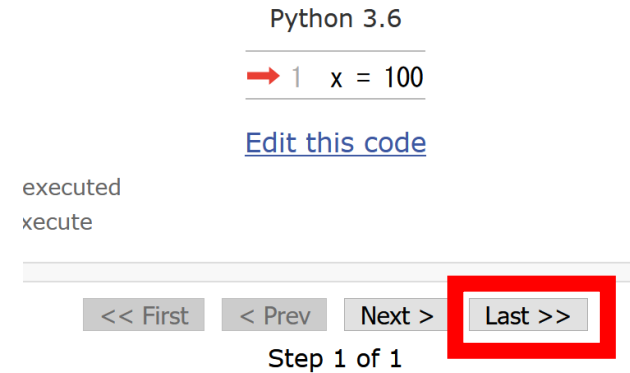 Python 3.6
1 x = 100
Edit this code
executed
xecute
<< First < Prev Next > Last >>
Step 1 of 1